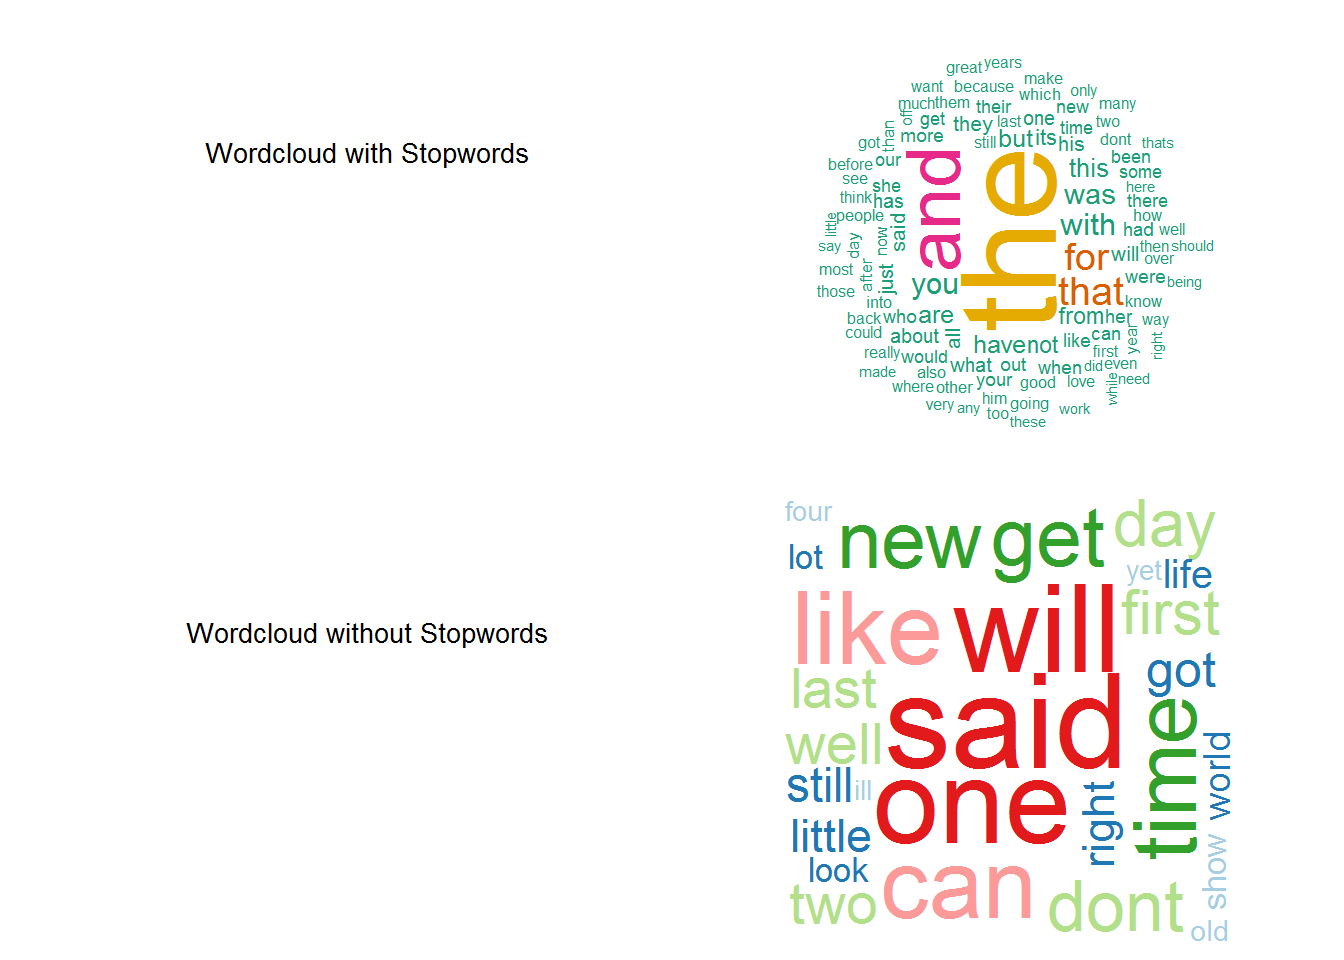 Wordcloud with Stopwords
great years
want because make
which only
much them their new many
off get they last one time two
than more still but its his dont thats
got our
before been
see she this some
think has was here
there
people said and the with how
little had well
say day now for will then should
over
most after just you that were being
those into know
back who are from her way
could about all have not like can year right
really would first
made also what out when did even
where other your good love while need
very any him going work
too these
Wordcloud without Stopwords
four new get day
lot yet life
like will first
last said got
well time world
still ill one right
little
look can show
two dont old